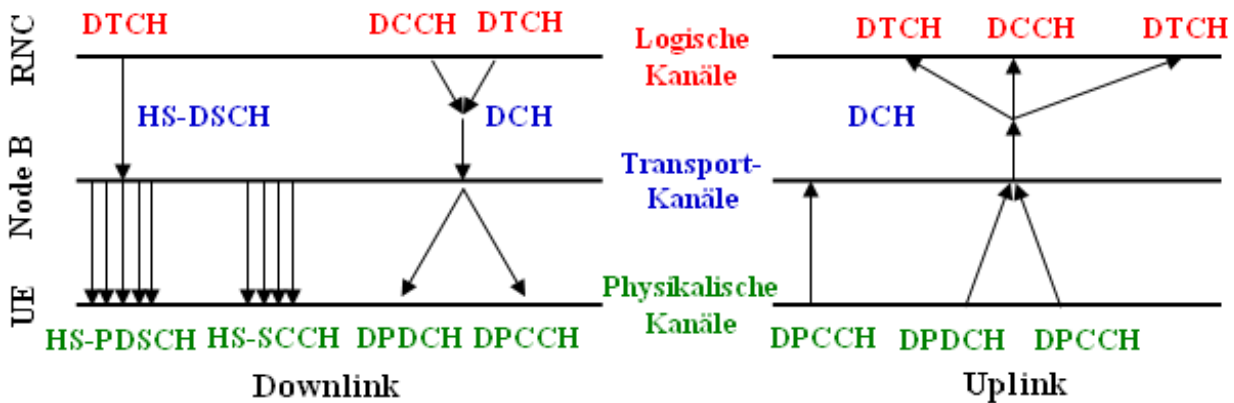 RNC
DTCH
DCCH
DTCH
Logische
Kanäle
DTCH
DCCH
DTCH
HS-DSCH
DCH
DCH
Node B
Transport-
Kanäle
UE
Physikalische
Kanäle
HS-PDSCH
HS-SCCH
DPDCH
DPCCH
DPCCH
DPDCH
DPCCH
Downlink
Uplink